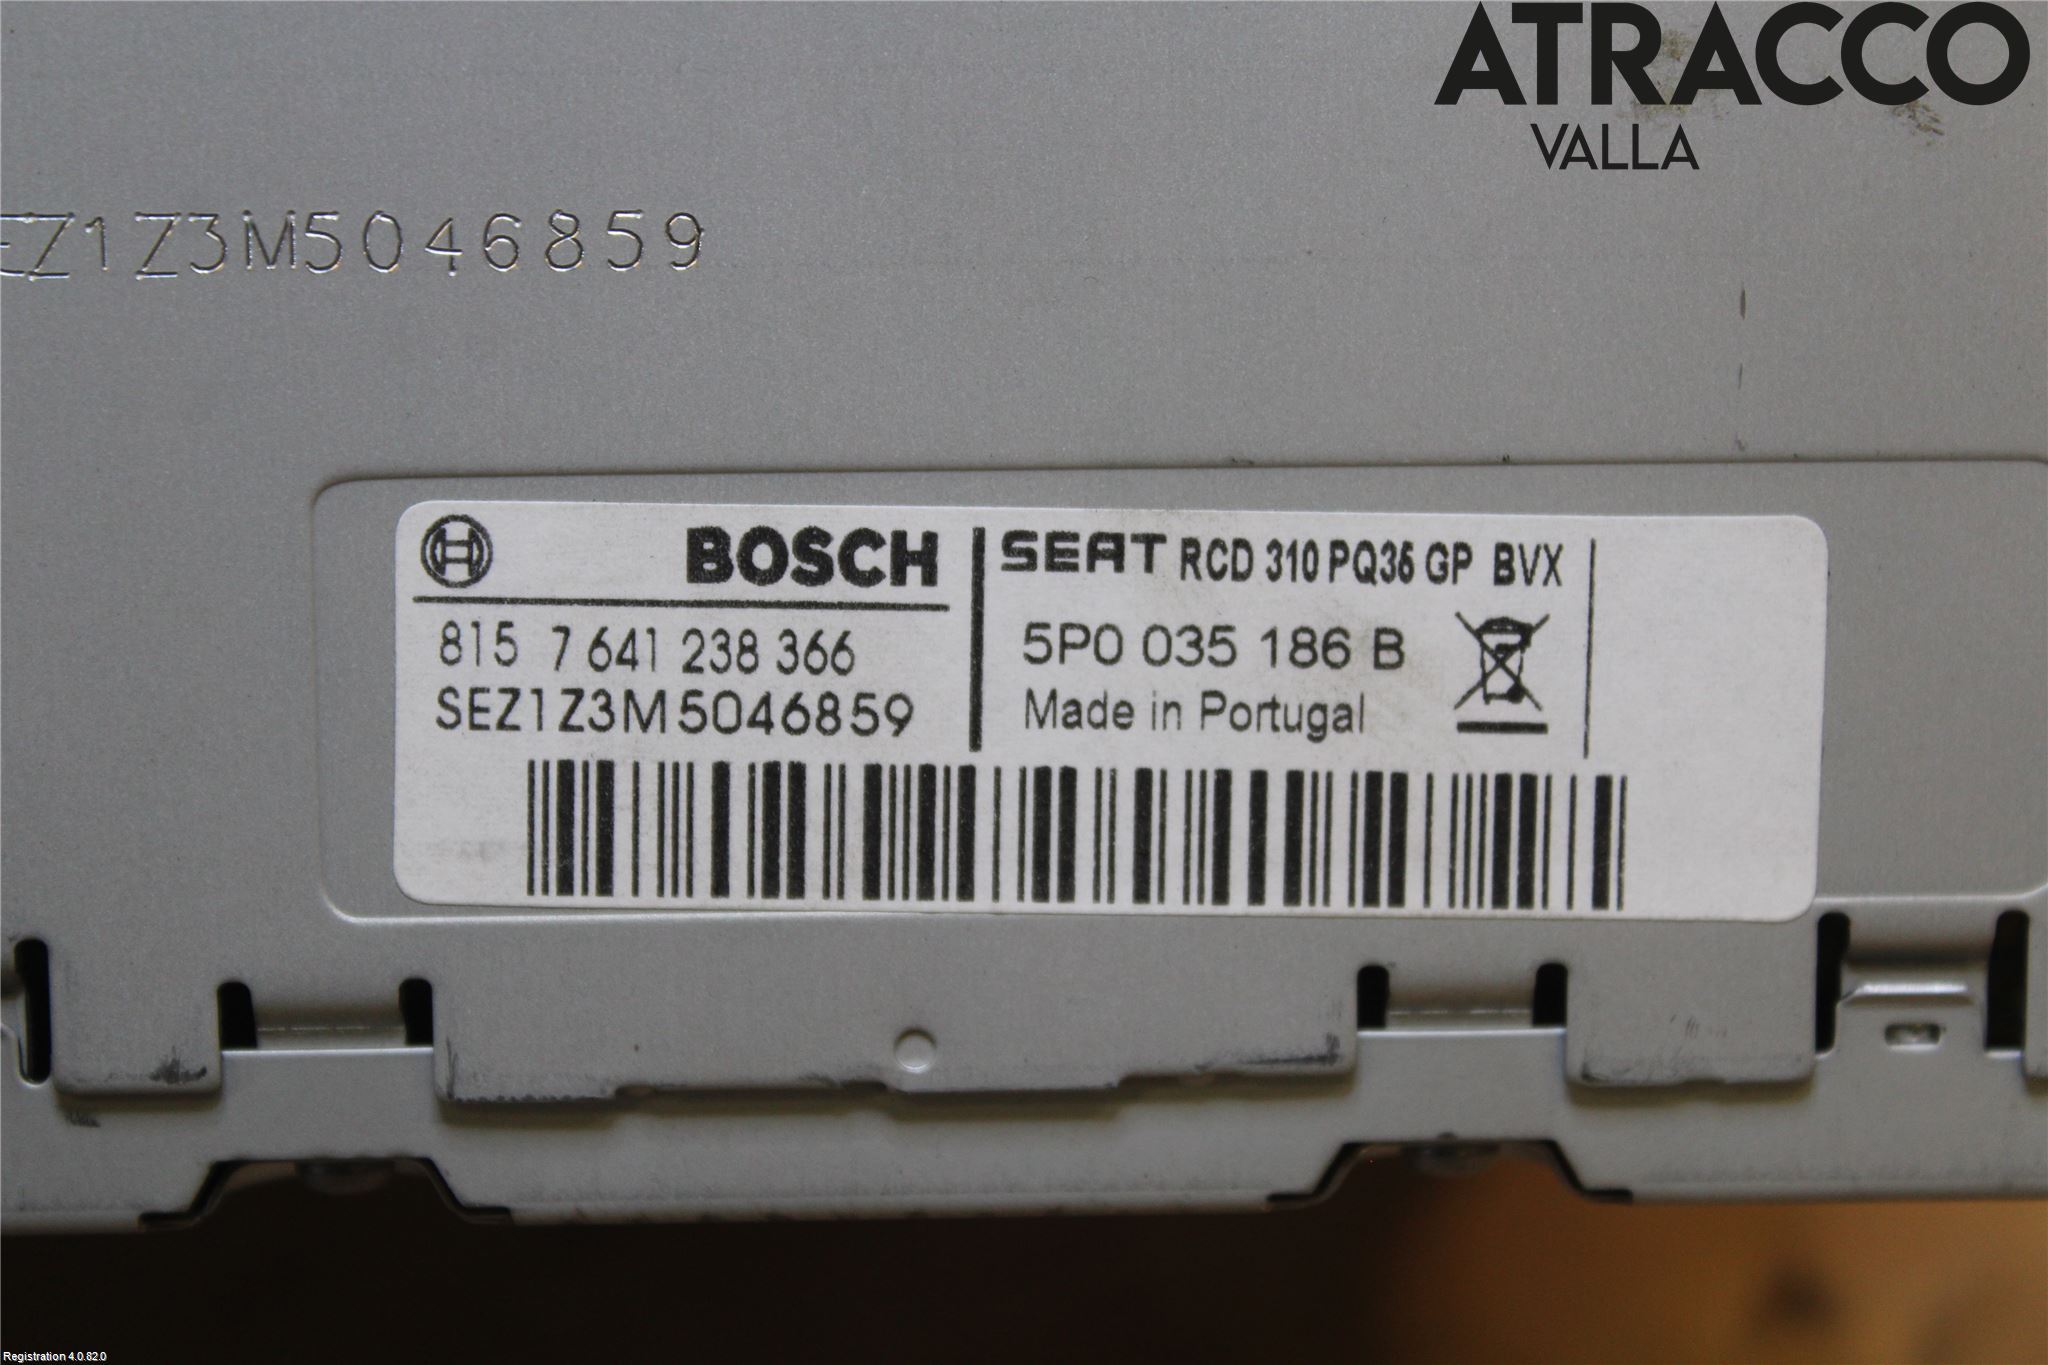 ATRACCO
VALLA
EZ1Z3M5046859
BOSCH
815 7 641 238 366
SEZ1Z3M5046859
SEAT RCD 310 PQ35 GP BVX
5P0 035 186 B
Made in Portugal
Registration 4.0.82.0